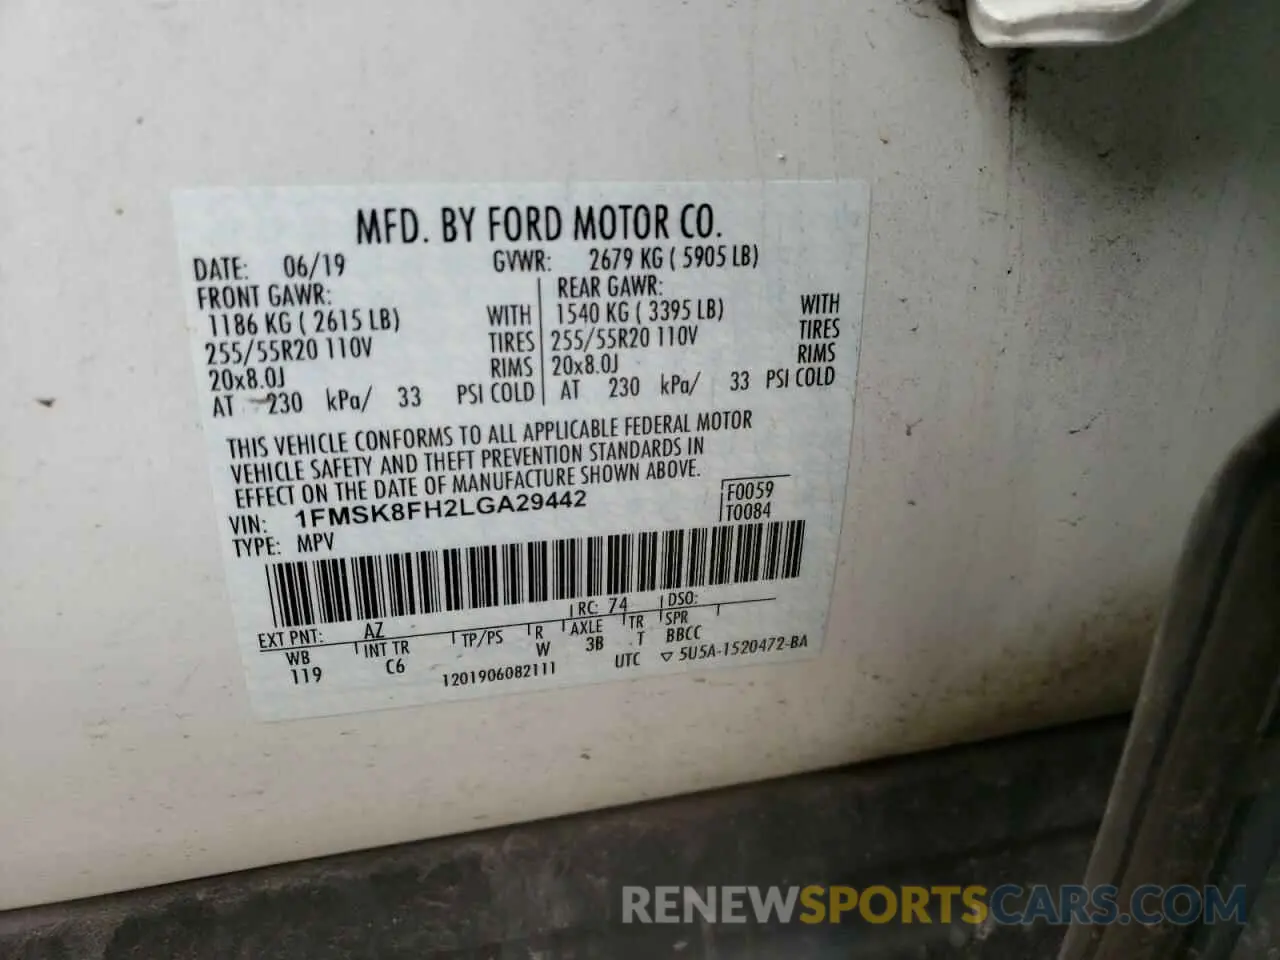 MFD. BY FORD MOTOR CO.
DATE: 06/19 GVWR: 2679 KG ( 5905 LB)
FRONT GAWR: REAR GAWR:
1186 KG ( 2615 LB) WITH 1540 KG ( 3395 LB) WITH
255/55R20 110V TIRES 255/55R20 110V TIRES
20x8.0J RIMS 20x8.0J RIMS
AT 230 kPa/ 33 PSI COLD AT 230 kPa/ 33 PSI COLD
THIS VEHICLE CONFORMS TO ALL APPLICABLE FEDERAL MOTOR
VEHICLE SAFETY AND THEFT PREVENTION STANDARDS IN
EFFECT ON THE DATE OF MANUFACTURE SHOWN ABOVE.
VIN: 1FMSK8FH2LGA29442 F0059
TYPE: MPV T0084
EXT PNT: AZ RC: 74 DSO:
WB INT TR TP/PS R AXLE TR SPR
119 C6 W 3B T BBCC
1201906082111 UTC ▽ 5U5A-1520472-BA
RENEWSPORTSCARS.COM